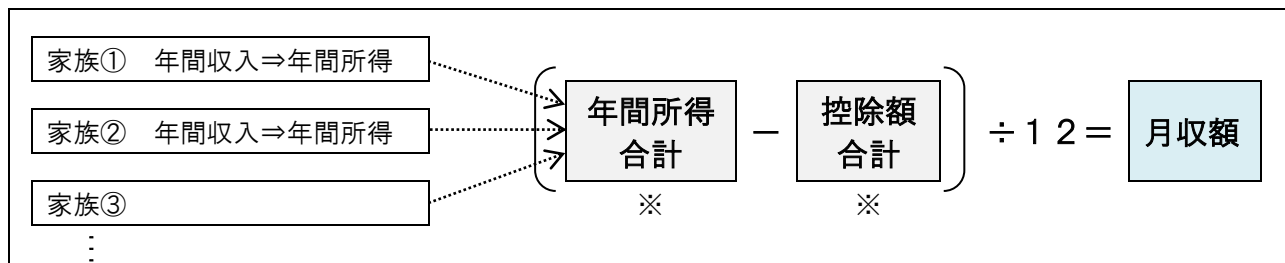 家族①　年間収入⇒年間所得
家族②　年間収入⇒年間所得
家族③
⋮
(年間所得
合計
※
－
控除額
合計
※
)÷１２＝
月収額